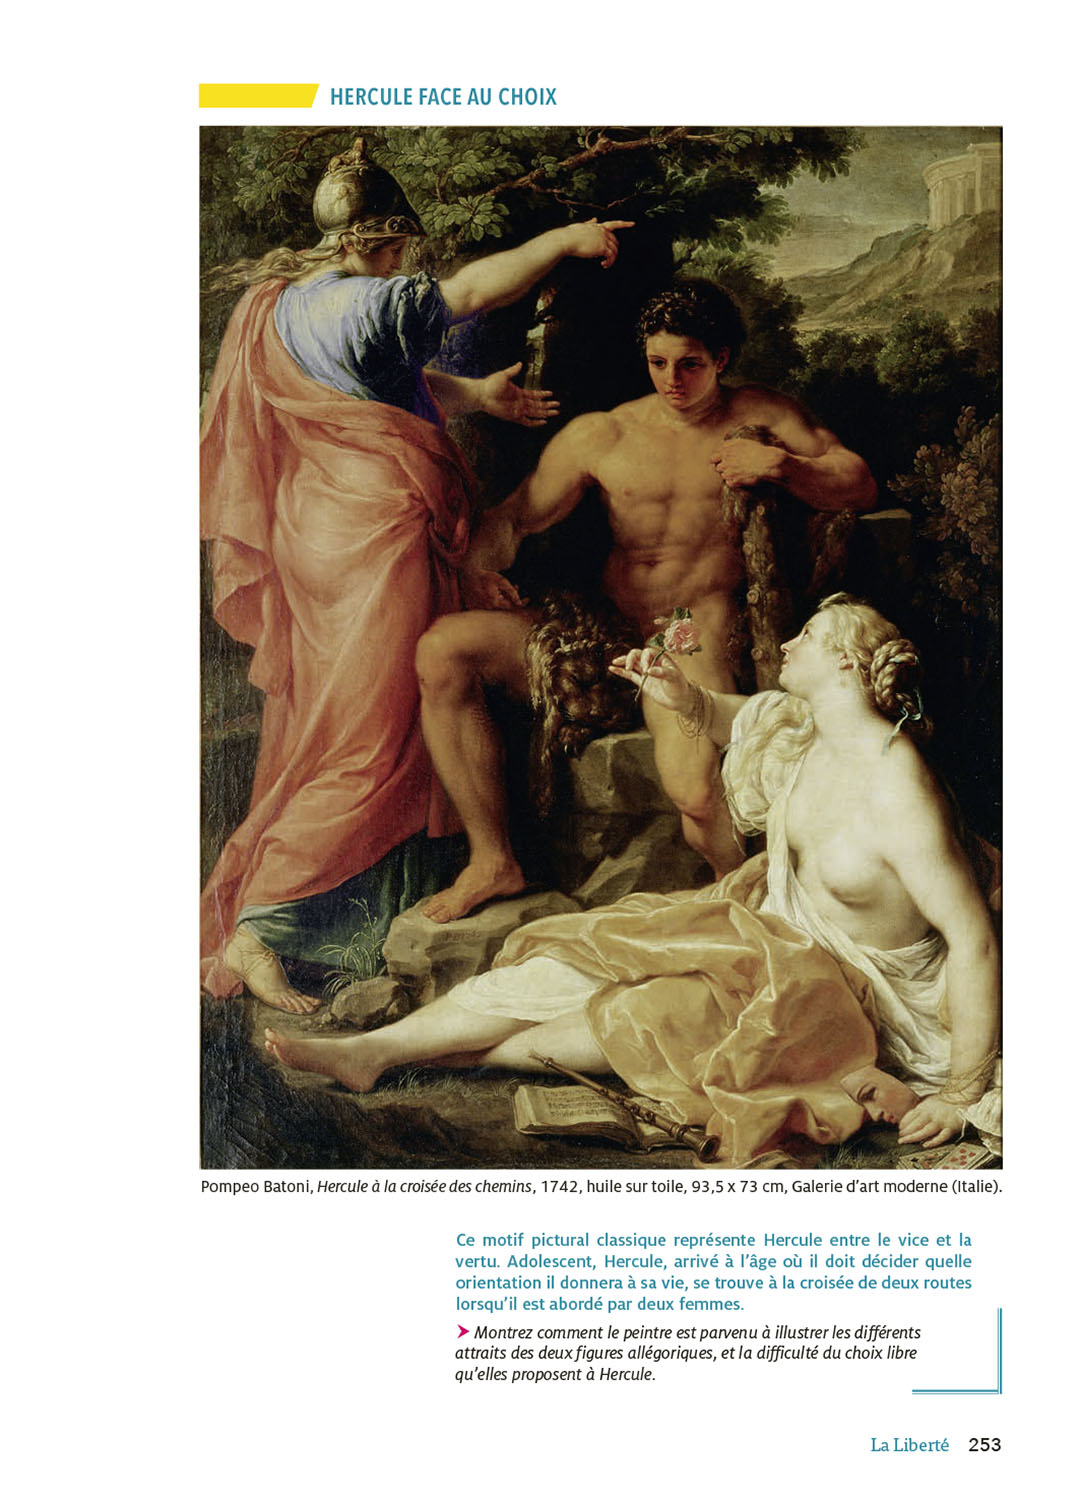 HERCULE FACE AU CHOIX
Pompeo Batoni, Hercule à la croisée des chemins, 1742, huile sur toile, 93,5 x 73 cm, Galerie d’art moderne (Italie).
Ce motif pictural classique représente Hercule entre le vice et la
vertu. Adolescent, Hercule, arrivé à l’âge où il doit décider quelle
orientation il donnera à sa vie, se trouve à la croisée de deux routes
lorsqu’il est abordé par deux femmes.
➤ Montrez comment le peintre est parvenu à illustrer les différents
attraits des deux figures allégoriques, et la difficulté du choix libre
qu’elles proposent à Hercule.
La Liberté 253